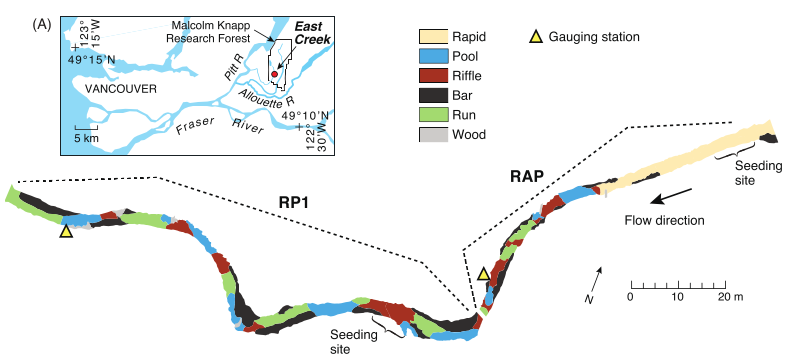 (A)
123°
15'W
49°15'N
Malcolm Knapp
Research Forest
East
Creek
Pitt R
VANCOUVER
Alouette R
Fraser River
49°10'N
122°
30'W
5 km
Rapid
Pool
Riffle
Bar
Run
Wood
Gauging station
RP1
RAP
Seeding
site
Flow direction
N
0 10 20 m
Seeding
site